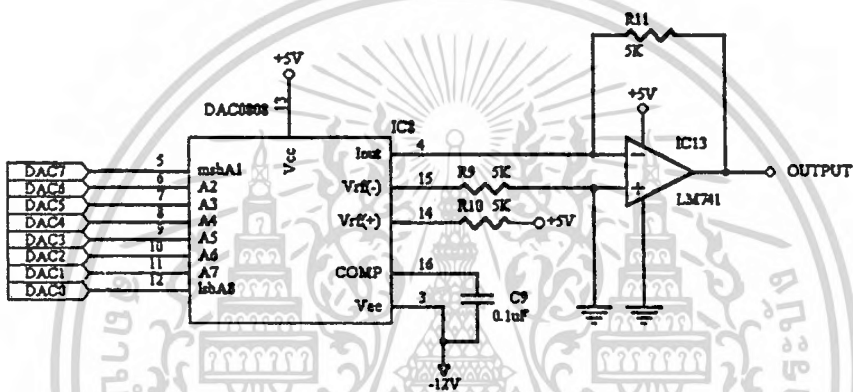 R11
5K
+5V
+5V
DAC0808
13
IC8
IC13
Vcc
Iout
4
DAC7
5
msbA1
DAC6
6
A2
Vrf(-)
15
R9
5K
OUTPUT
DAC5
7
A3
LM741
DAC4
8
A4
Vrf(+)
14
R10
5K
+5V
DAC3
9
A5
DAC2
10
A6
DAC1
11
A7
COMP
16
DAC0
12
lsbA8
C9
Vee
3
0.1uF
-12V